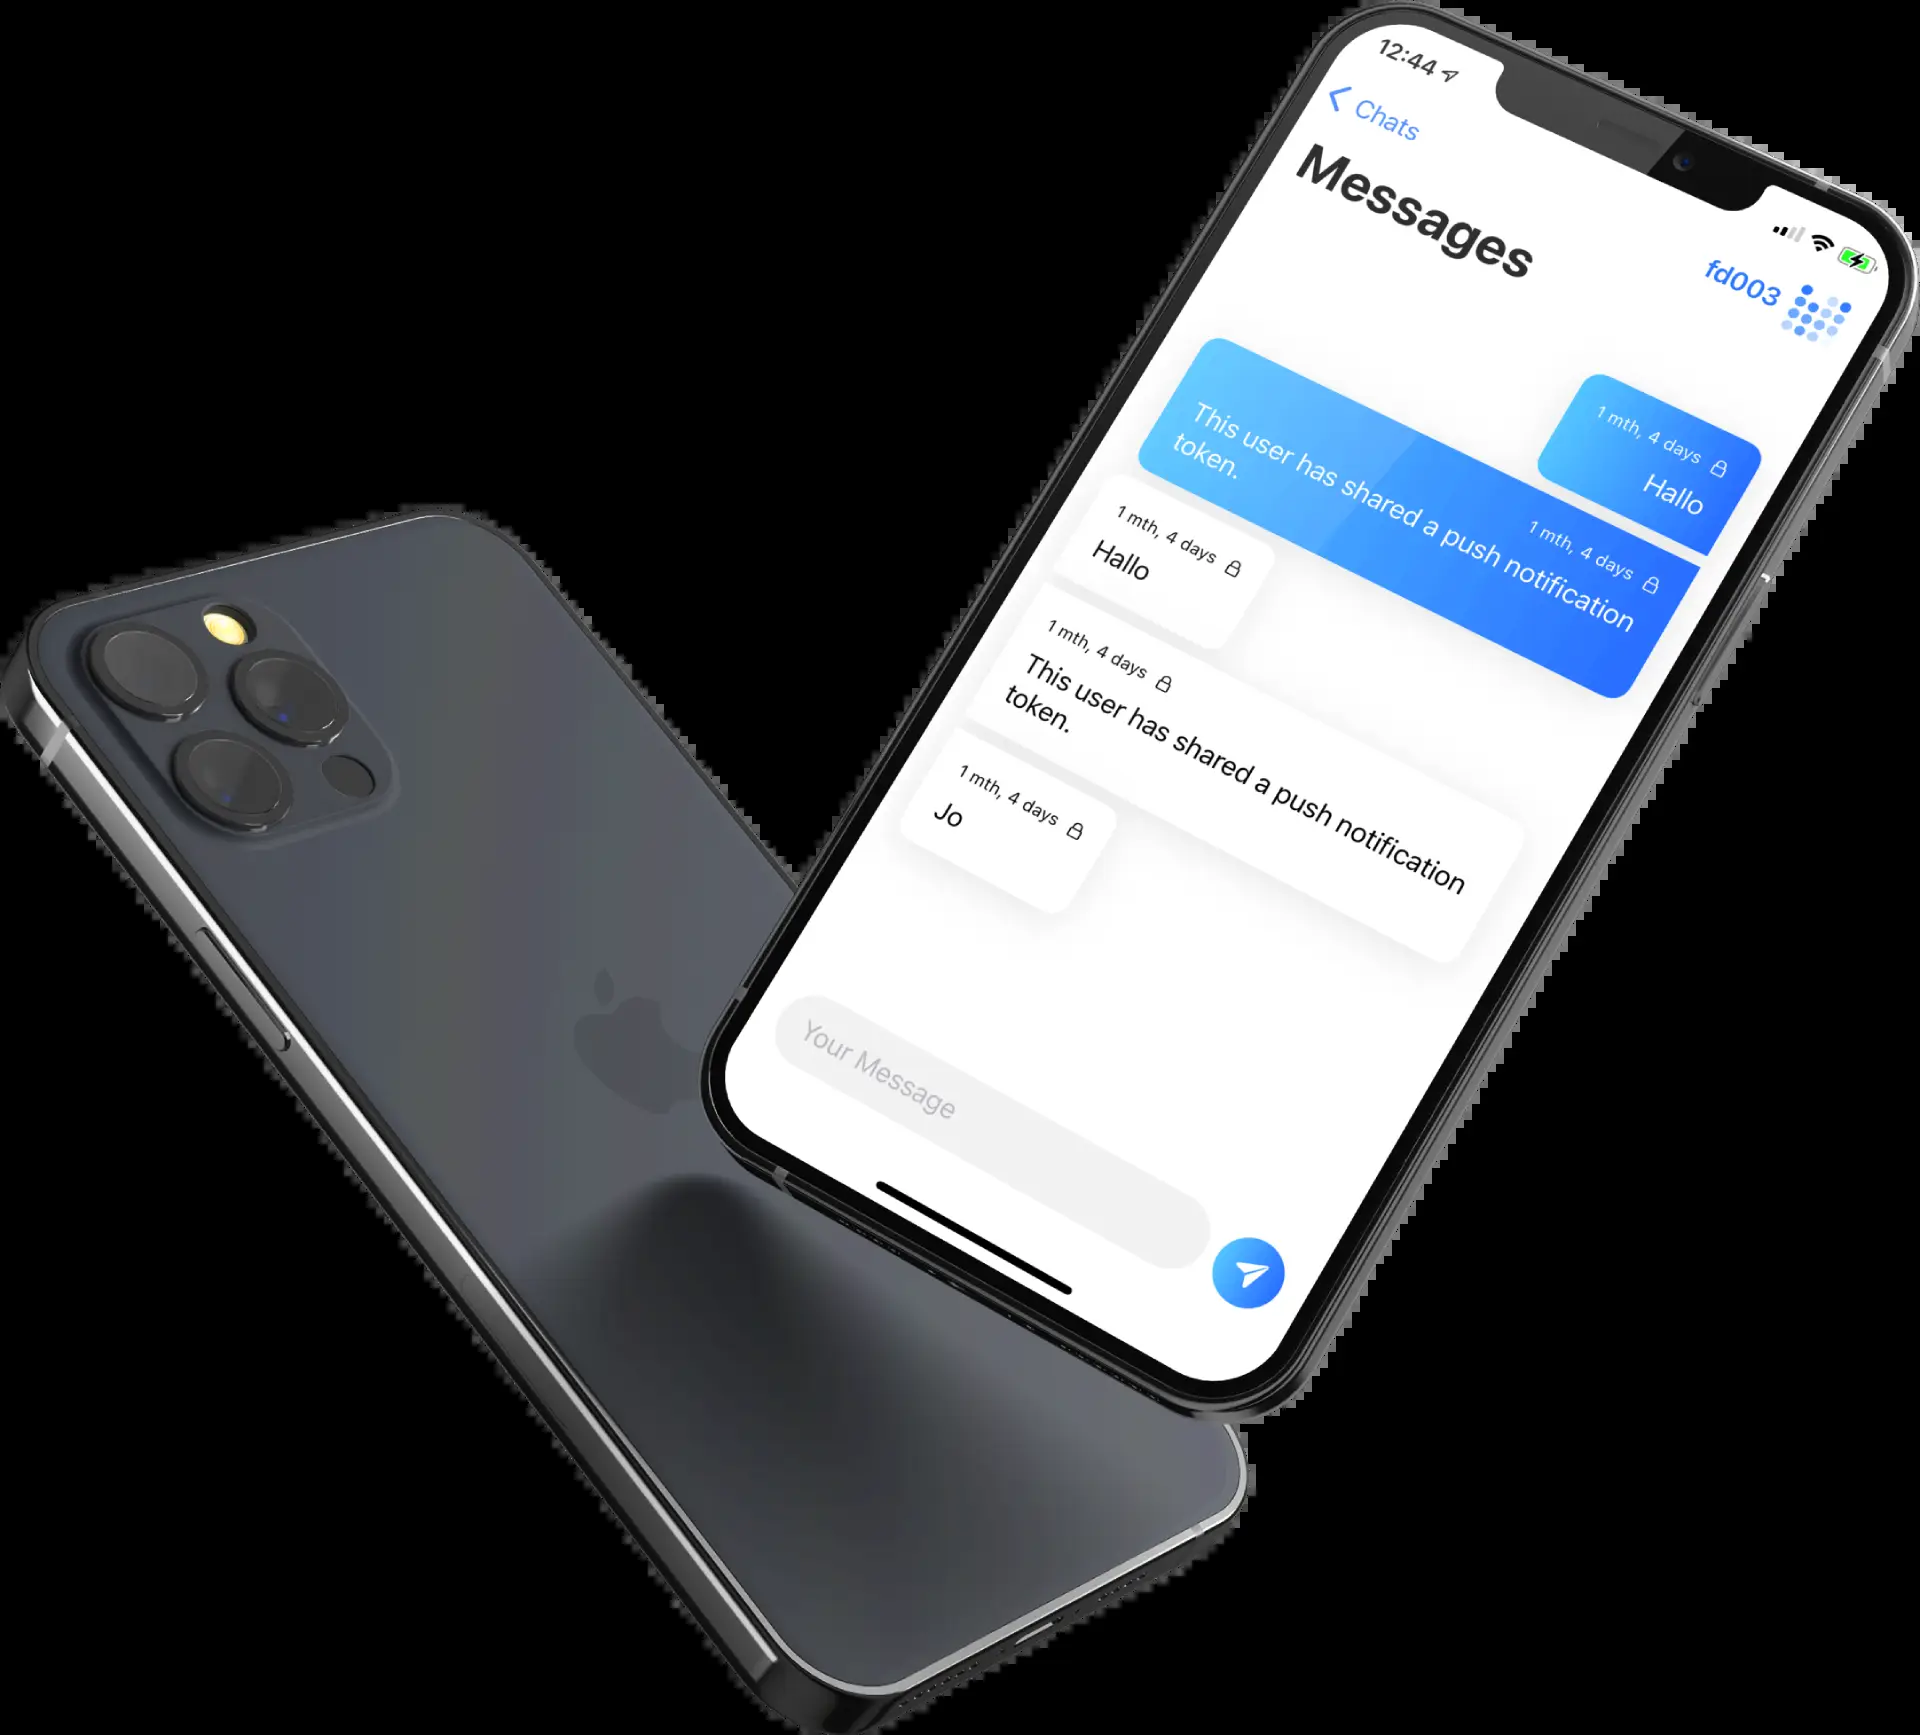 12:44
Chats
Messages
fd003
1 mth, 4 days
Hallo
1 mth, 4 days
This user has shared a push notification
token.
1 mth, 4 days
Hallo
1 mth, 4 days
This user has shared a push notification
token.
1 mth, 4 days
Jo
Your Message